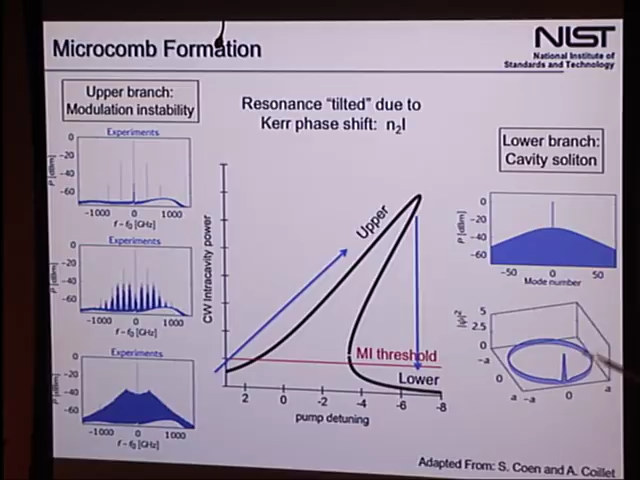 Microcomb Formation
NIST
National Institute of
Standards and Technology
Upper branch:
Modulation instability
Resonance "tilted" due to
Kerr phase shift: n₂I
Lower branch:
Cavity soliton
Experiments
P [dBm]
0
-20
-40
-60
-1000 0 1000
f - f₀ [GHz]
Experiments
P [dBm]
0
-20
-40
-60
-1000 0 1000
f - f₀ [GHz]
Experiments
P [dBm]
0
-20
-40
-60
-1000 0 1000
f - f₀ [GHz]
CW Intracavity power
Upper
MI threshold
Lower
2 0 -2 -4 -6 -8
pump detuning
P [dBm]
0
-20
-40
-60
-50 0 50
Mode number
|ψ|²
5
2.5
0
-a
0
a -a 0 a
Adapted From: S. Coen and A. Coillet